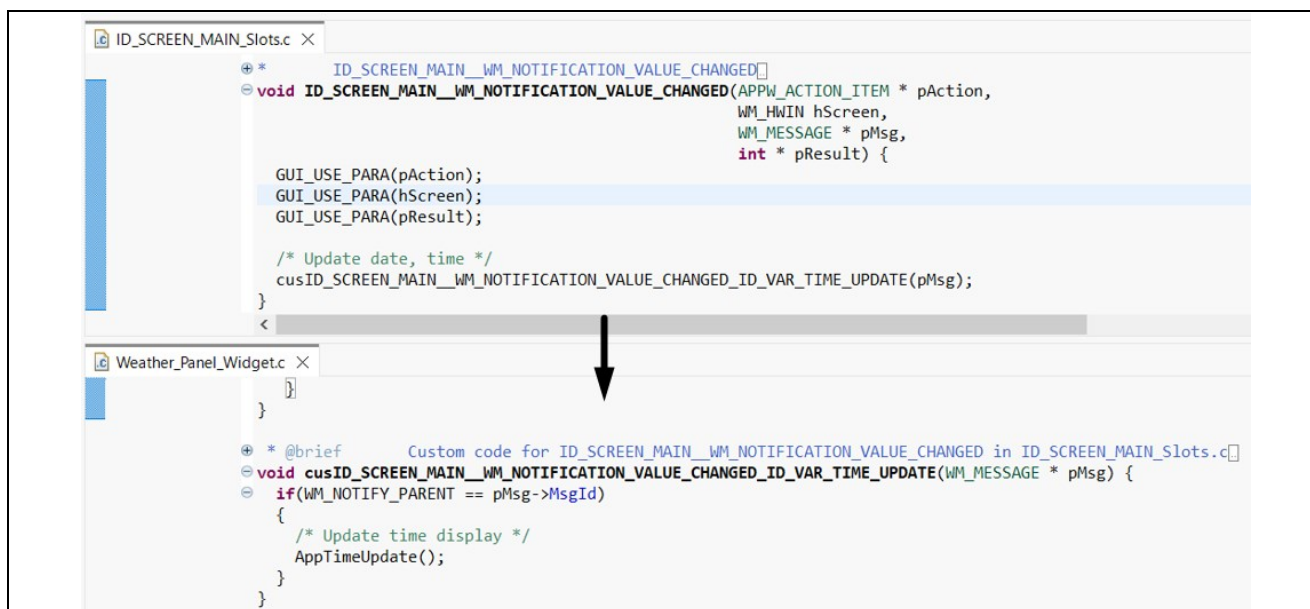 ID_SCREEN_MAIN_Slots.c
* ID_SCREEN_MAIN__WM_NOTIFICATION_VALUE_CHANGED
void ID_SCREEN_MAIN__WM_NOTIFICATION_VALUE_CHANGED(APPW_ACTION_ITEM * pAction,
WM_HWIN hScreen,
WM_MESSAGE * pMsg,
int * pResult) {
GUI_USE_PARA(pAction);
GUI_USE_PARA(hScreen);
GUI_USE_PARA(pResult);
/* Update date, time */
cusID_SCREEN_MAIN__WM_NOTIFICATION_VALUE_CHANGED_ID_VAR_TIME_UPDATE(pMsg);
}
Weather_Panel_Widget.c
}
}
* @brief Custom code for ID_SCREEN_MAIN__WM_NOTIFICATION_VALUE_CHANGED in ID_SCREEN_MAIN_Slots.c
void cusID_SCREEN_MAIN__WM_NOTIFICATION_VALUE_CHANGED_ID_VAR_TIME_UPDATE(WM_MESSAGE * pMsg) {
if(WM_NOTIFY_PARENT == pMsg->MsgId)
{
/* Update time display */
AppTimeUpdate();
}
}